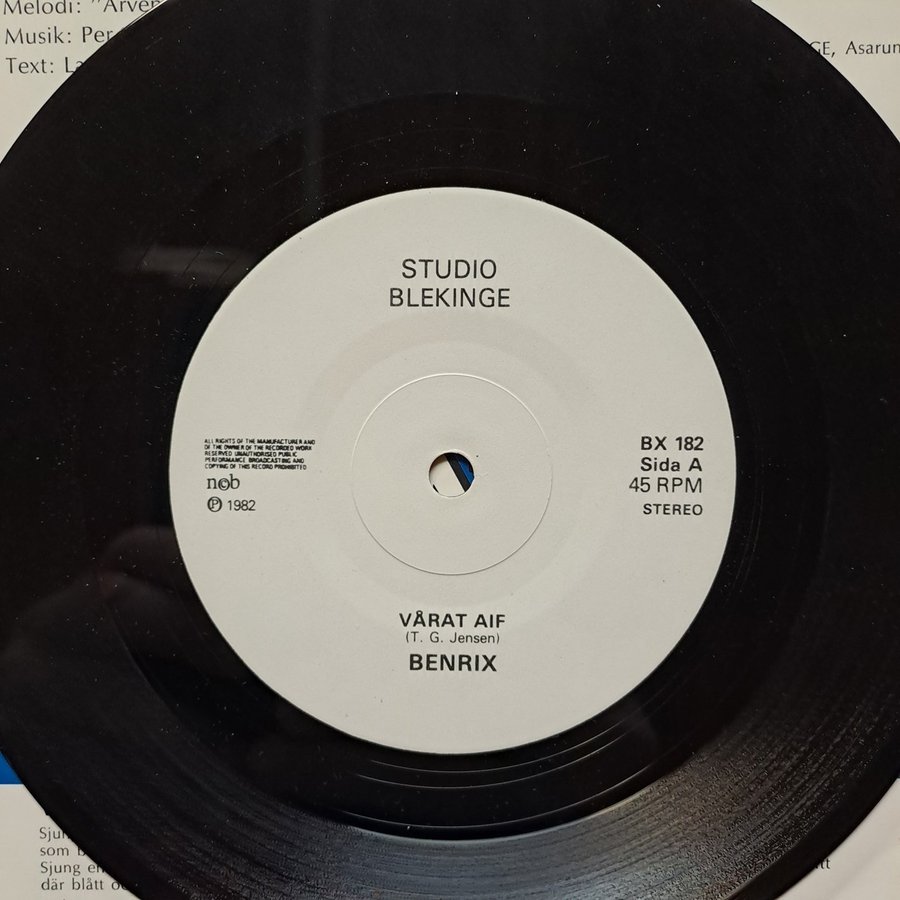 Melodi: "Arven
Musik: Per
Text: La
GE, Asarum
STUDIO
BLEKINGE
ALL RIGHTS OF THE MANUFACTURER AND
OF THE OWNER OF THE RECORDED WORK
RESERVED UNAUTHORISED PUBLIC
PERFORMANCE BROADCASTING AND
COPYING OF THIS RECORD PROHIBITED
ncb
Ⓟ 1982
BX 182
Sida A
45 RPM
STEREO
VÅRAT AIF
(T. G. Jensen)
BENRIX
Sjun
som
Sjung en
där blått oc